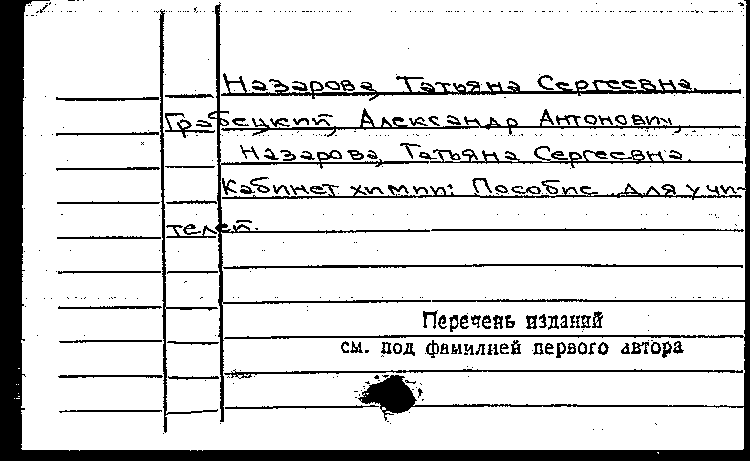 Назарова, Татьяна Сергеевна.
Грабецкий, Александр Антонович,
Назарова, Татьяна Сергеевна.
Кабинет химии: Пособие для учи-
телей.
Перечень изданий
см. под фамилией первого автора